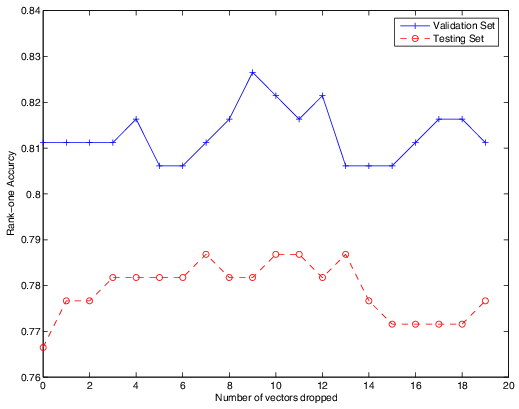 0.84
0.83
0.82
0.81
0.8
0.79
0.78
0.77
0.76
Rank-one Accurcy
Validation Set
Testing Set
0 2 4 6 8 10 12 14 16 18 20
Number of vectors dropped